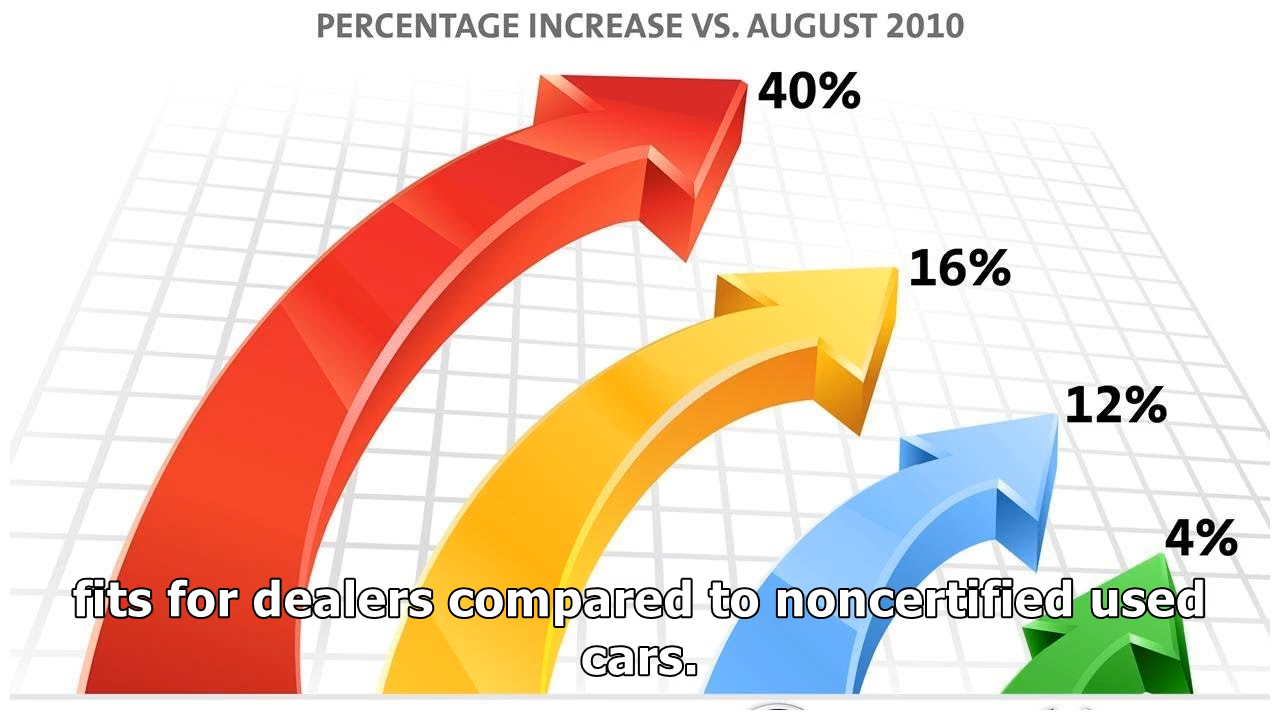 PERCENTAGE INCREASE VS. AUGUST 2010
40%
16%
12%
4%
fits for dealers compared to noncertified used
cars.